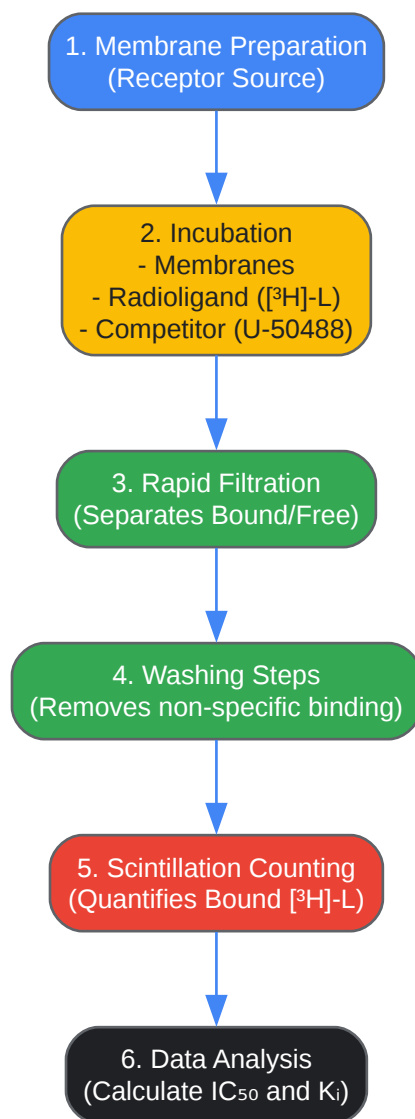 1. Membrane Preparation
(Receptor Source)
2. Incubation
- Membranes
- Radioligand ([³H]-L)
- Competitor (U-50488)
3. Rapid Filtration
(Separates Bound/Free)
4. Washing Steps
(Removes non-specific binding)
5. Scintillation Counting
(Quantifies Bound [³H]-L)
6. Data Analysis
(Calculate IC₅₀ and Kᵢ)